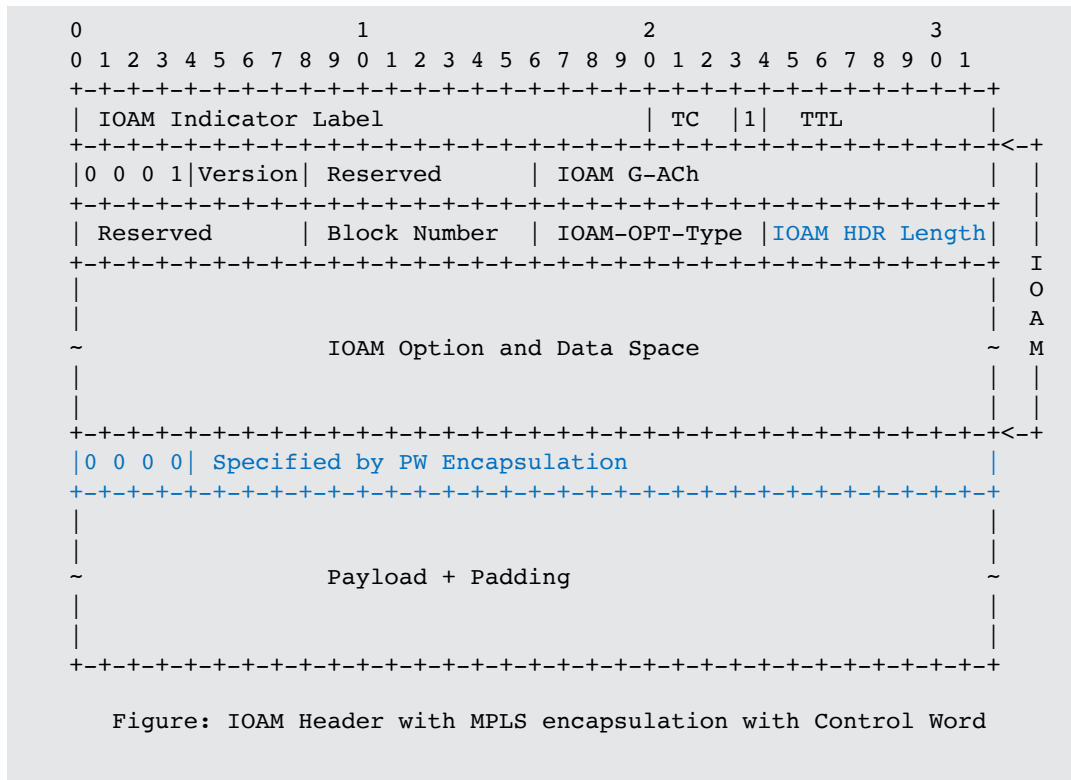 0                   1                   2                   3
0 1 2 3 4 5 6 7 8 9 0 1 2 3 4 5 6 7 8 9 0 1 2 3 4 5 6 7 8 9 0 1
+-+-+-+-+-+-+-+-+-+-+-+-+-+-+-+-+-+-+-+-+-+-+-+-+-+-+-+-+-+-+-+-+
| IOAM Indicator Label                  | TC  |1|  TTL          |
+-+-+-+-+-+-+-+-+-+-+-+-+-+-+-+-+-+-+-+-+-+-+-+-+-+-+-+-+-+-+-+-+<-+
|0 0 0 1|Version| Reserved      | IOAM G-ACh                    |  |
+-+-+-+-+-+-+-+-+-+-+-+-+-+-+-+-+-+-+-+-+-+-+-+-+-+-+-+-+-+-+-+-+  |
| Reserved      | Block Number  | IOAM-OPT-Type |IOAM HDR Length|  |
+-+-+-+-+-+-+-+-+-+-+-+-+-+-+-+-+-+-+-+-+-+-+-+-+-+-+-+-+-+-+-+-+  I
|                                                               |  O
|                                                               |  A
~                 IOAM Option and Data Space                    ~  M
|                                                               |  |
|                                                               |  |
+-+-+-+-+-+-+-+-+-+-+-+-+-+-+-+-+-+-+-+-+-+-+-+-+-+-+-+-+-+-+-+-+<-+
|0 0 0 0| Specified by PW Encapsulation                         |
+-+-+-+-+-+-+-+-+-+-+-+-+-+-+-+-+-+-+-+-+-+-+-+-+-+-+-+-+-+-+-+-+
|                                                               |
|                                                               |
~                 Payload + Padding                             ~
|                                                               |
|                                                               |
+-+-+-+-+-+-+-+-+-+-+-+-+-+-+-+-+-+-+-+-+-+-+-+-+-+-+-+-+-+-+-+-+
Figure: IOAM Header with MPLS encapsulation with Control Word